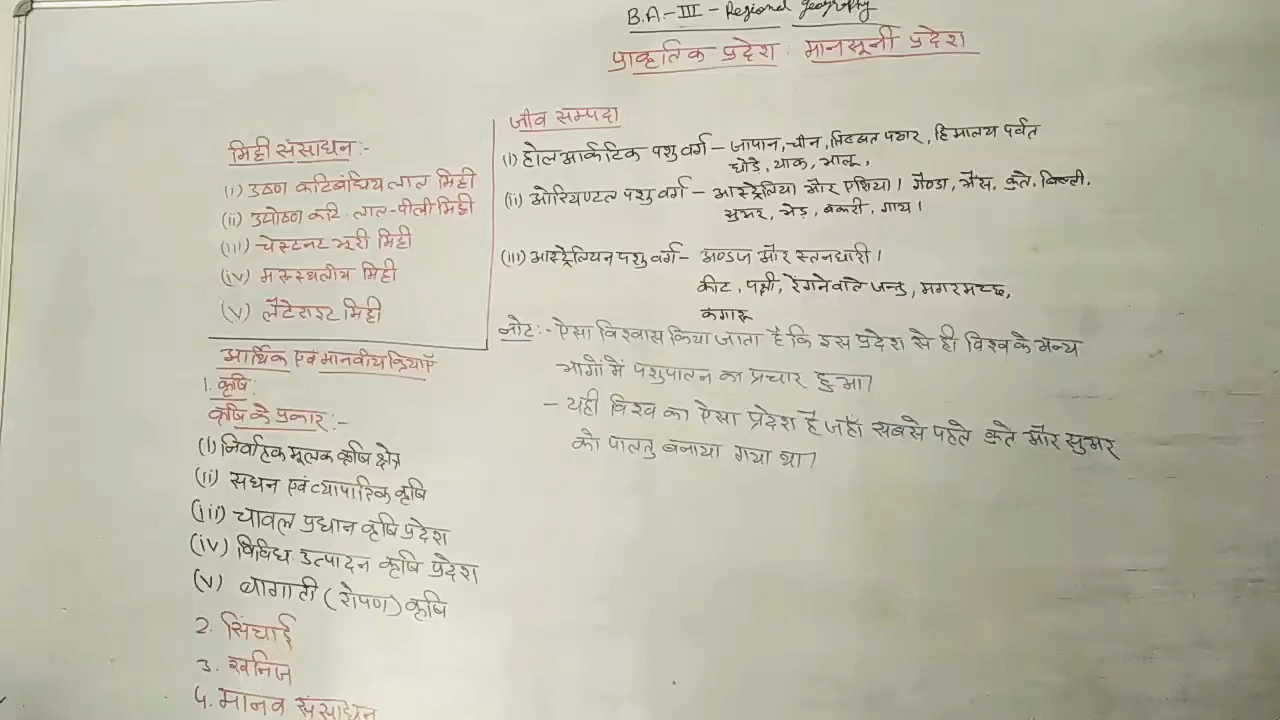 B.A.-III - Regional Geography
प्राकृतिक प्रदेश : मानसूनी प्रदेश
मिट्टी संसाधन :-
(i) उष्ण कटिबंधिय लाल मिट्टी
(ii) उपोष्ण कटि. लाल-पीली मिट्टी
(iii) चेस्टनट भूरी मिट्टी
(iv) मरुस्थलीय मिट्टी
(v) लैटेराइट मिट्टी
आर्थिक एवं मानवीय क्रियाएँ
1. कृषि:
कृषि के प्रकार :-
(i) निर्वाहक मूलक कृषि क्षेत्र
(ii) सघन एवं व्यापारिक कृषि
(iii) चावल प्रधान कृषि प्रदेश
(iv) विविध उत्पादन कृषि प्रदेश
(v) बागाती (रोपण) कृषि
2. सिंचाई
3. खनिज
4. मानव संसाधन
जीव सम्पदा
(i) होलआर्कटिक पशु वर्ग - जापान, चीन, तिब्बत पठार, हिमालय पर्वत
घोड़े, याक, भालू,
(ii) ओरियण्टल पशु वर्ग - आस्ट्रेलिया और एशिया। गैण्डा, भैंस, कुत्ते, बिल्ली,
सुअर, भेड़, बकरी, गाय।
(iii) आस्ट्रेलियन पशु वर्ग - अण्डज और स्तनधारी।
कीट, पक्षी, रेंगने वाले जन्तु, मगरमच्छ,
कंगारू
नोट :- ऐसा विश्वास किया जाता है कि इस प्रदेश से ही विश्व के अन्य
भागों में पशुपालन का प्रचार हुआ।
- यही विश्व का ऐसा प्रदेश है जहाँ सबसे पहले कुत्ते और सुअर
को पालतु बनाया गया था।